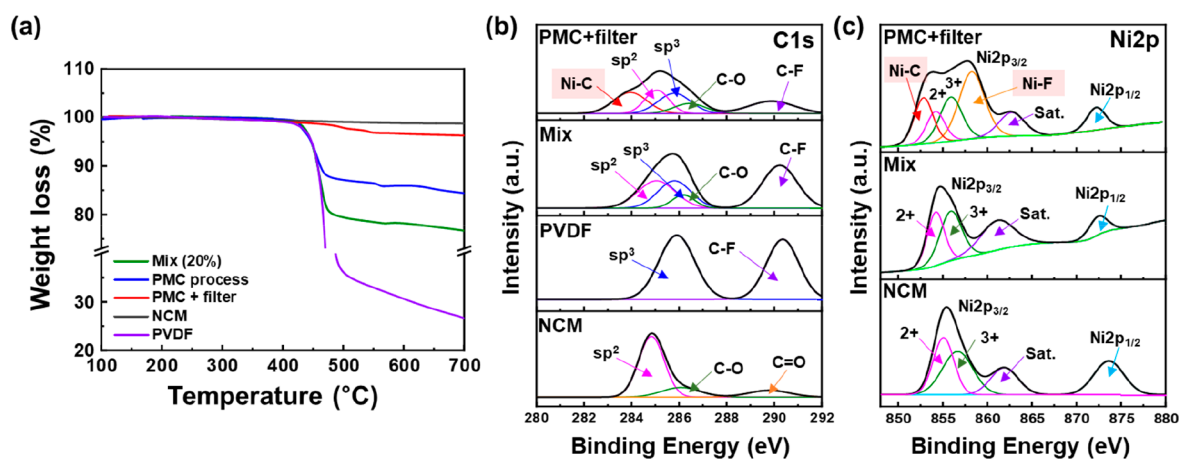 (a)
110
100
90
80
30
20
Weight loss (%)
Mix (20%)
PMC process
PMC + filter
NCM
PVDF
100 200 300 400 500 600 700
Temperature (°C)
(b)
PMC+filter C1s
Ni-C
sp2
sp3
C-O
C-F
Mix
sp2
sp3
C-O
C-F
PVDF
sp3
C-F
NCM
sp2
C-O
C=O
Intensity (a.u.)
280 282 284 286 288 290 292
Binding Energy (eV)
(c)
PMC+filter Ni2p
Ni-C
2+
3+
Ni2p3/2
Ni-F
Sat.
Ni2p1/2
Mix
2+
Ni2p3/2
3+
Sat.
Ni2p1/2
NCM
2+
Ni2p3/2
3+
Sat.
Ni2p1/2
Intensity (a.u.)
850 855 860 865 870 875 880
Binding Energy (eV)